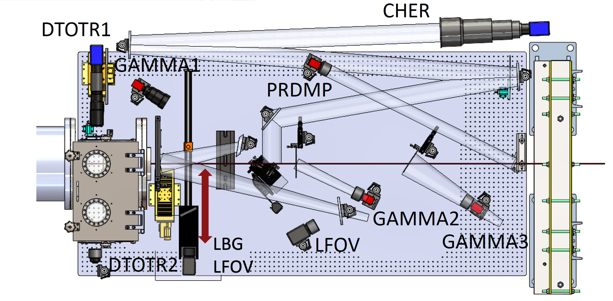 CHER
DTOTR1
GAMMA1
PRDMP
GAMMA2
GAMMA3
LFOV
LBG
LFOV
DTOTR2